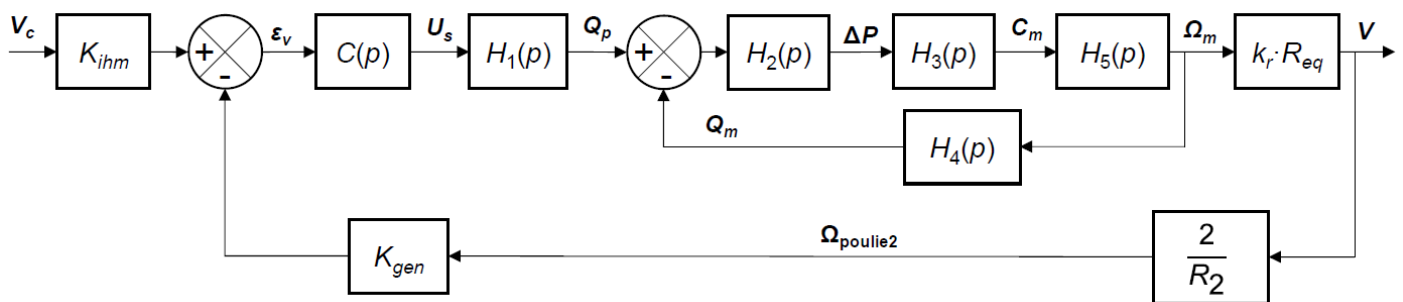 V_c
K_ihm
+
-
ε_v
C(p)
U_s
H_1(p)
Q_p
+
-
H_2(p)
ΔP
H_3(p)
C_m
H_5(p)
Ω_m
k_r·R_eq
V
Q_m
H_4(p)
K_gen
Ω_poulie2
2
R_2